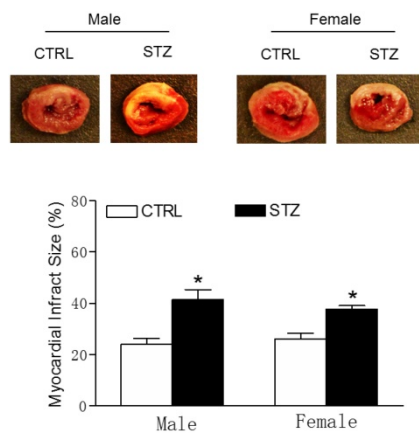 Male
Female
CTRL
STZ
CTRL
STZ
Myocardial Infract Size (%)
80
60
40
20
0
CTRL
STZ
*
*
Male
Female